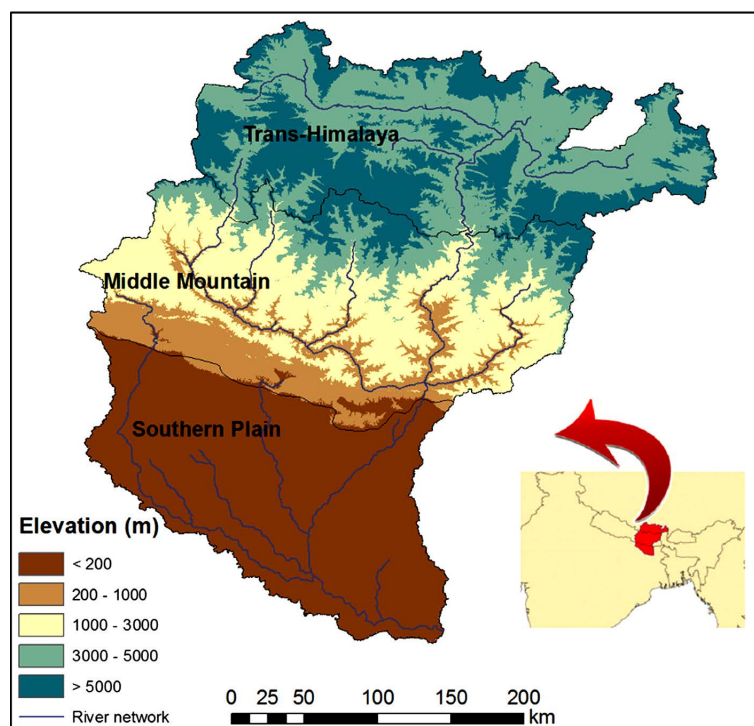 Trans-Himalaya
Middle Mountain
Southern Plain
Elevation (m)
< 200
200 - 1000
1000 - 3000
3000 - 5000
> 5000
River network
0 25 50 100 150 200
km